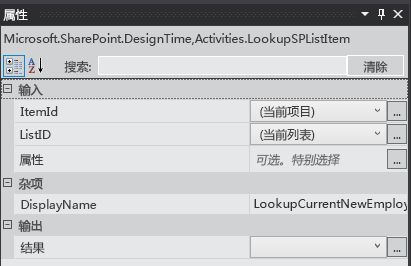 属性
Microsoft.SharePoint.DesignTime,Activities.LookupSPListItem
搜索: 清除
输入
ItemId (当前项目) ...
ListID (当前列表) ...
属性 可选。特别选择 ...
杂项
DisplayName LookupCurrentNewEmploy
输出
结果 ...